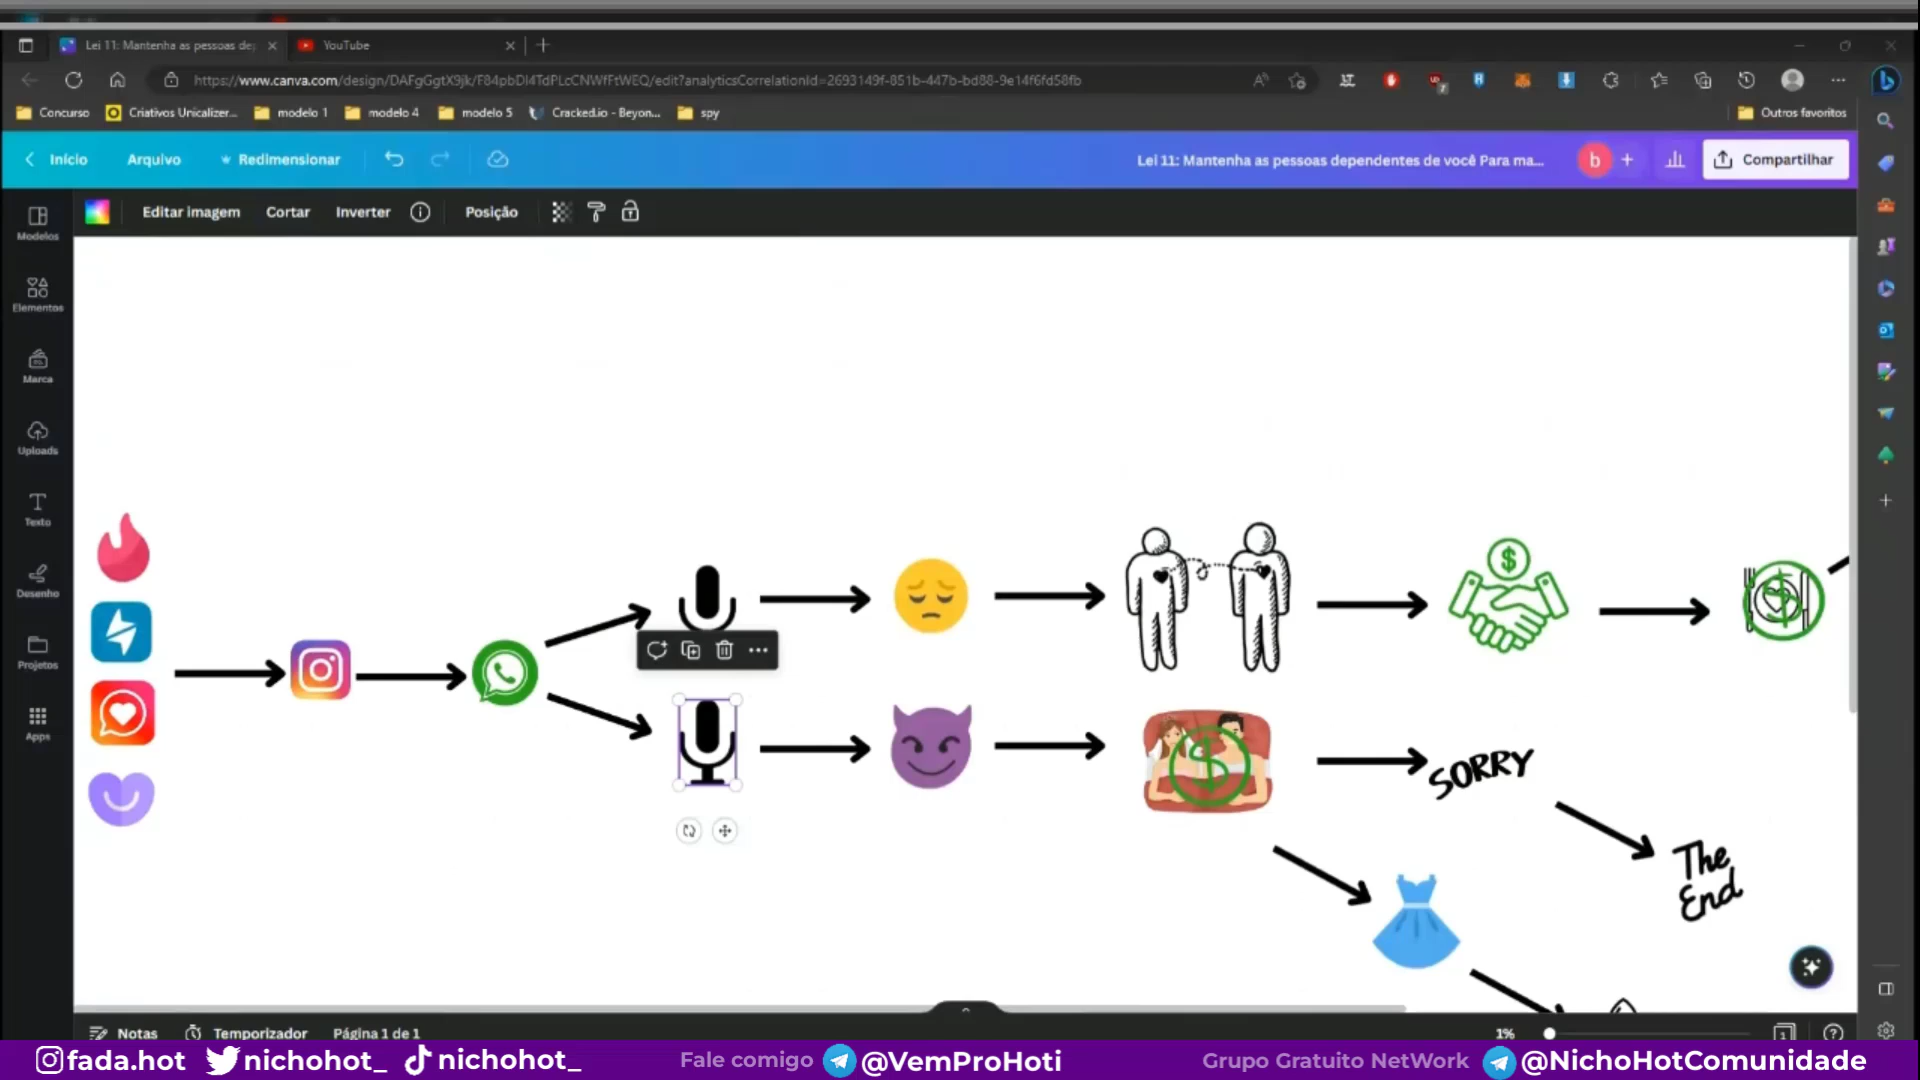 Lei 11: Mantenha as pessoas de
YouTube
https://www.canva.com/design/DAFgGgtX9jk/F84pbDl4TdPLcCNWfFtWEQ/edit?analyticsCorrelationId=2693149f-851b-447b-bd88-9e14f6fd58fb
Concurso
Criativos Unicalizer...
modelo 1
modelo 4
modelo 5
Cracked.io - Beyon...
spy
Outros favoritos
Início
Arquivo
Redimensionar
Lei 11: Mantenha as pessoas dependentes de você Para ma...
b
Compartilhar
Editar imagem
Cortar
Inverter
Posição
Modelos
Elementos
Marca
Uploads
Texto
Desenho
Projetos
Apps
SORRY
The
End
Notas
Temporizador
Página 1 de 1
1%
1
fada.hot
nichohot_
nichohot_
Fale comigo
@VemProHoti
Grupo Gratuito NetWork
@NichoHotComunidade